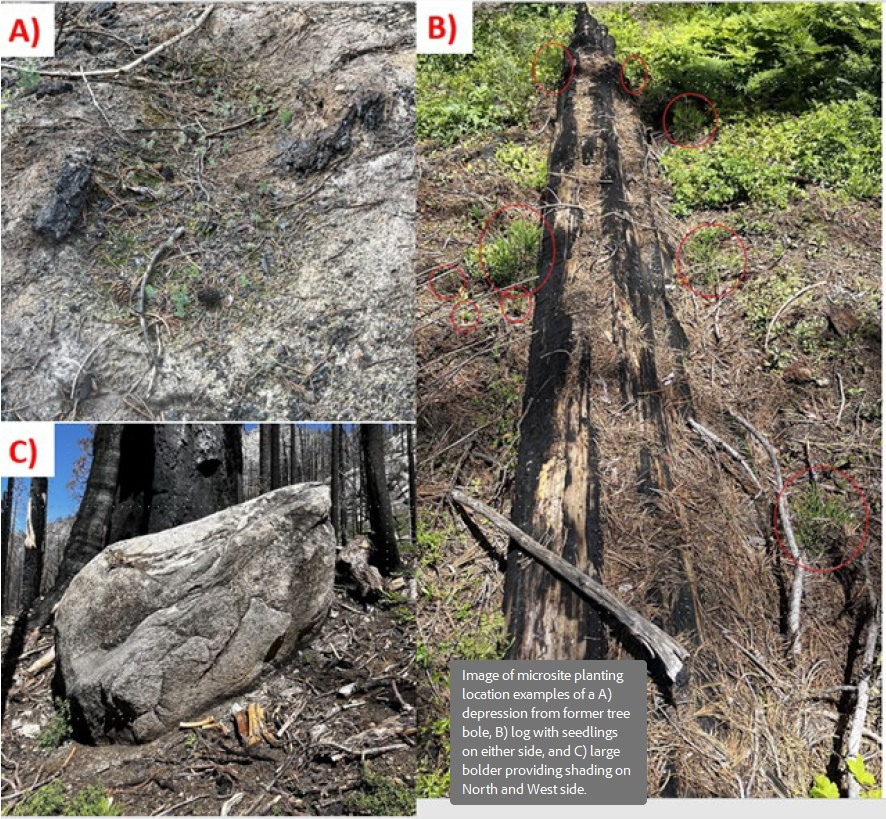 A)
B)
C)
Image of microsite planting
location examples of a A)
depression from former tree
bole, B) log with seedlings
on either side, and C) large
bolder providing shading on
North and West side.